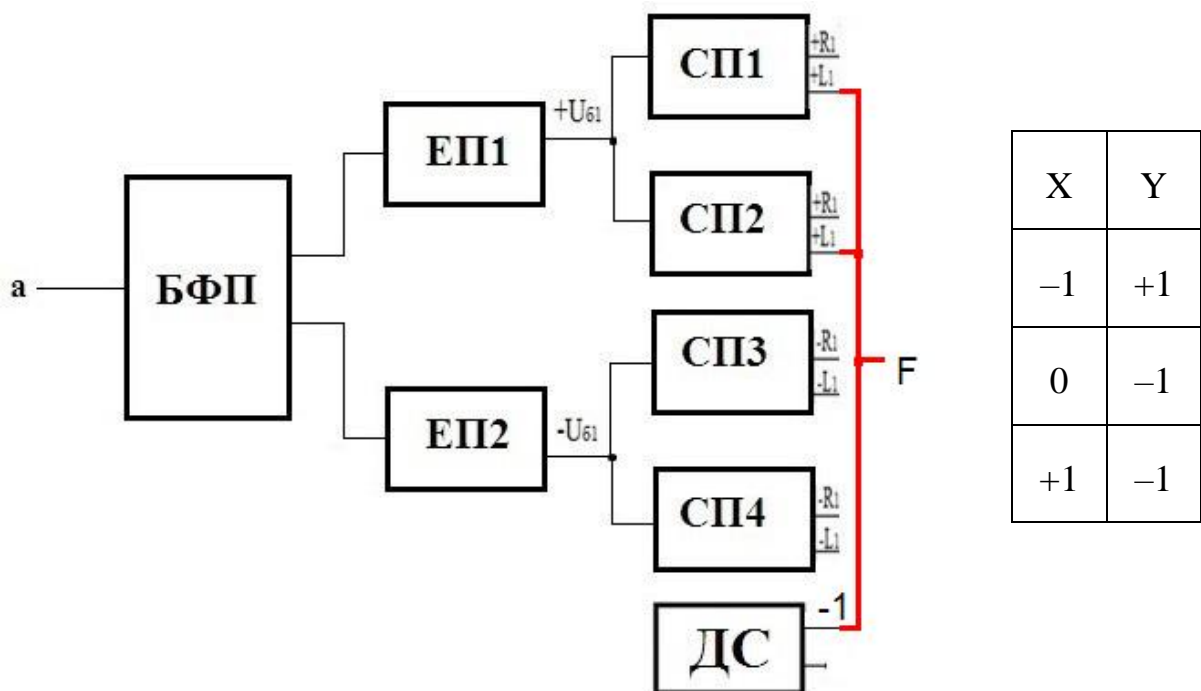 СП1
+R1
+L1
+Uб1
ЕП1
СП2
+R1
+L1
БФП
a
СП3
-R1
-L1
F
ЕП2
-Uб1
СП4
-R1
-L1
-1
ДС
X Y
–1 +1
0 –1
+1 –1